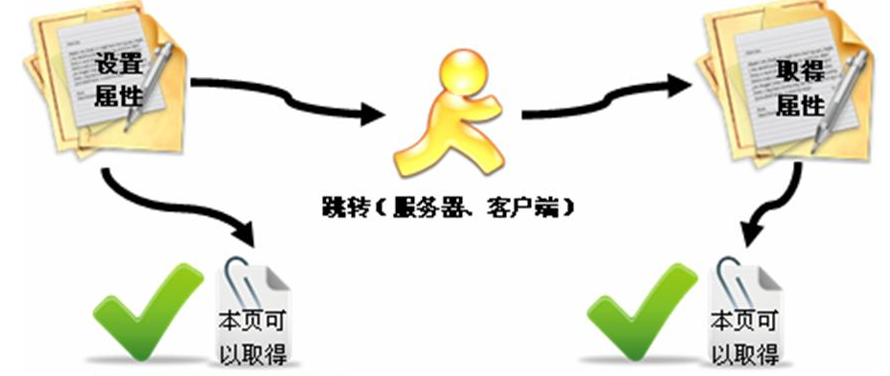 设置
属性
取得
属性
跳转（服务器、客户端）
本页可
以取得
本页可
以取得